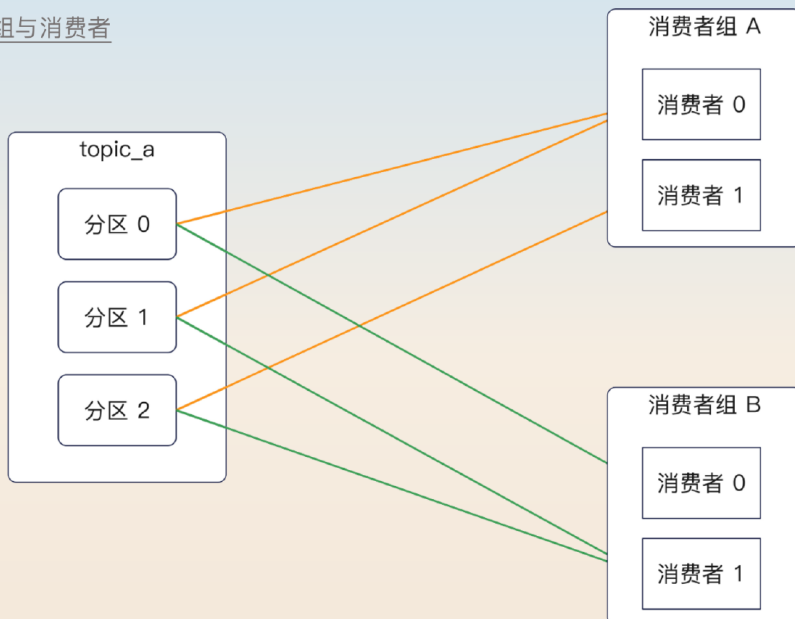 组与消费者
topic_a
分区 0
分区 1
分区 2
消费者组 A
消费者 0
消费者 1
消费者组 B
消费者 0
消费者 1